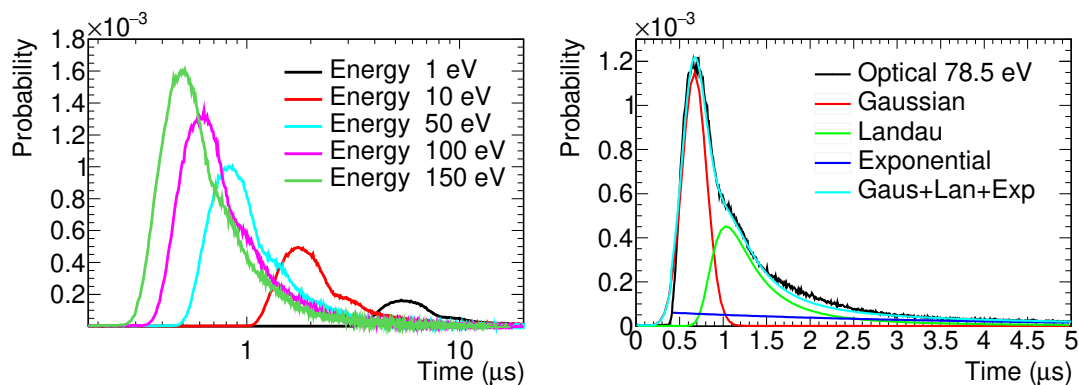 ×10⁻³
Probability
1.8
1.6
1.4
1.2
1
0.8
0.6
0.4
0.2
Energy 1 eV
Energy 10 eV
Energy 50 eV
Energy 100 eV
Energy 150 eV
1
10
Time (μs)
×10⁻³
Probability
1.2
1
0.8
0.6
0.4
0.2
0
Optical 78.5 eV
Gaussian
Landau
Exponential
Gaus+Lan+Exp
0 0.5 1 1.5 2 2.5 3 3.5 4 4.5 5
Time (μs)